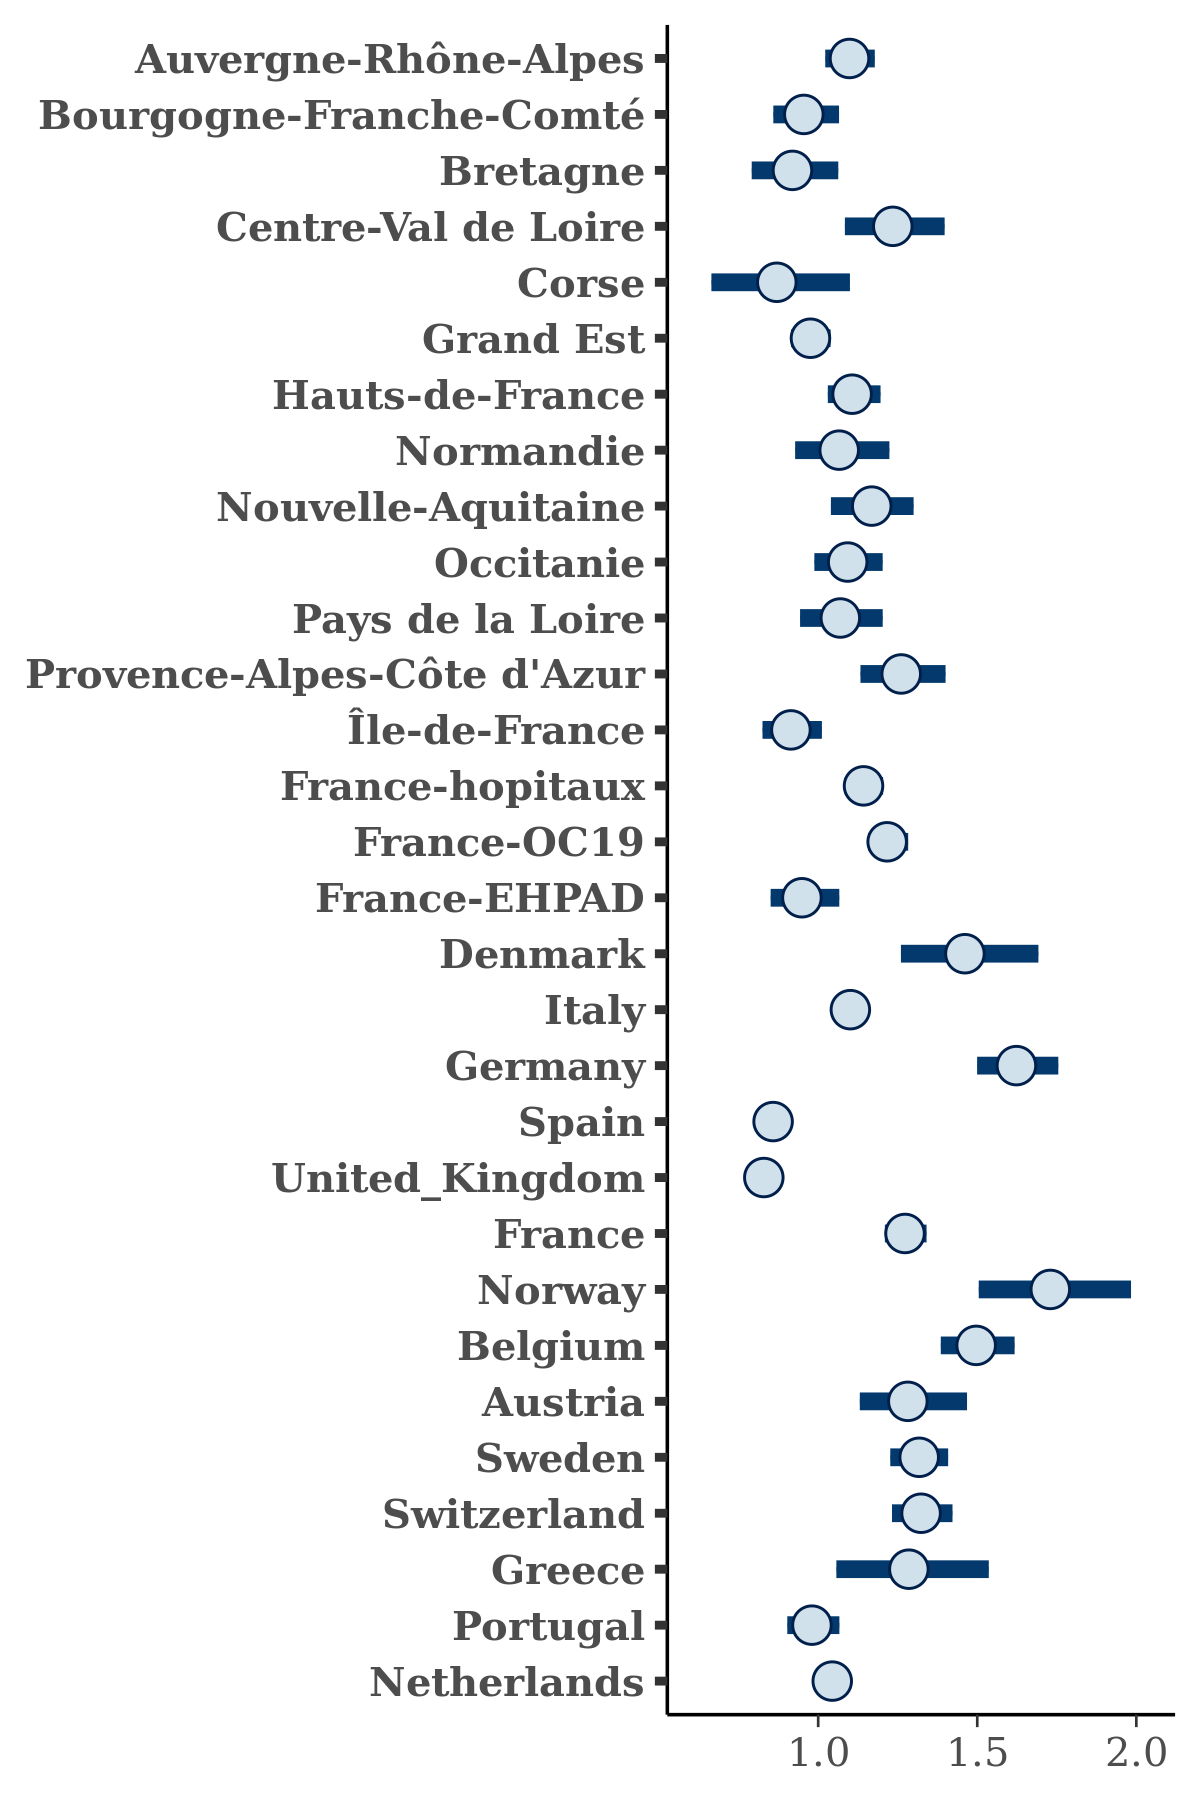 Auvergne-Rhône-Alpes
Bourgogne-Franche-Comté
Bretagne
Centre-Val de Loire
Corse
Grand Est
Hauts-de-France
Normandie
Nouvelle-Aquitaine
Occitanie
Pays de la Loire
Provence-Alpes-Côte d'Azur
Île-de-France
France-hopitaux
France-OC19
France-EHPAD
Denmark
Italy
Germany
Spain
United_Kingdom
France
Norway
Belgium
Austria
Sweden
Switzerland
Greece
Portugal
Netherlands
1.0 1.5 2.0